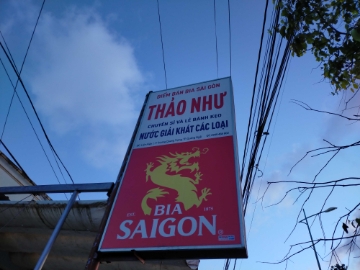 ĐIỂM BÁN BIA SÀI GÒN
THẢO NHƯ
CHUYÊN SỈ VÀ LẺ BÁNH KẸO
NƯỚC GIẢI KHÁT CÁC LOẠI
BIA
SAIGON